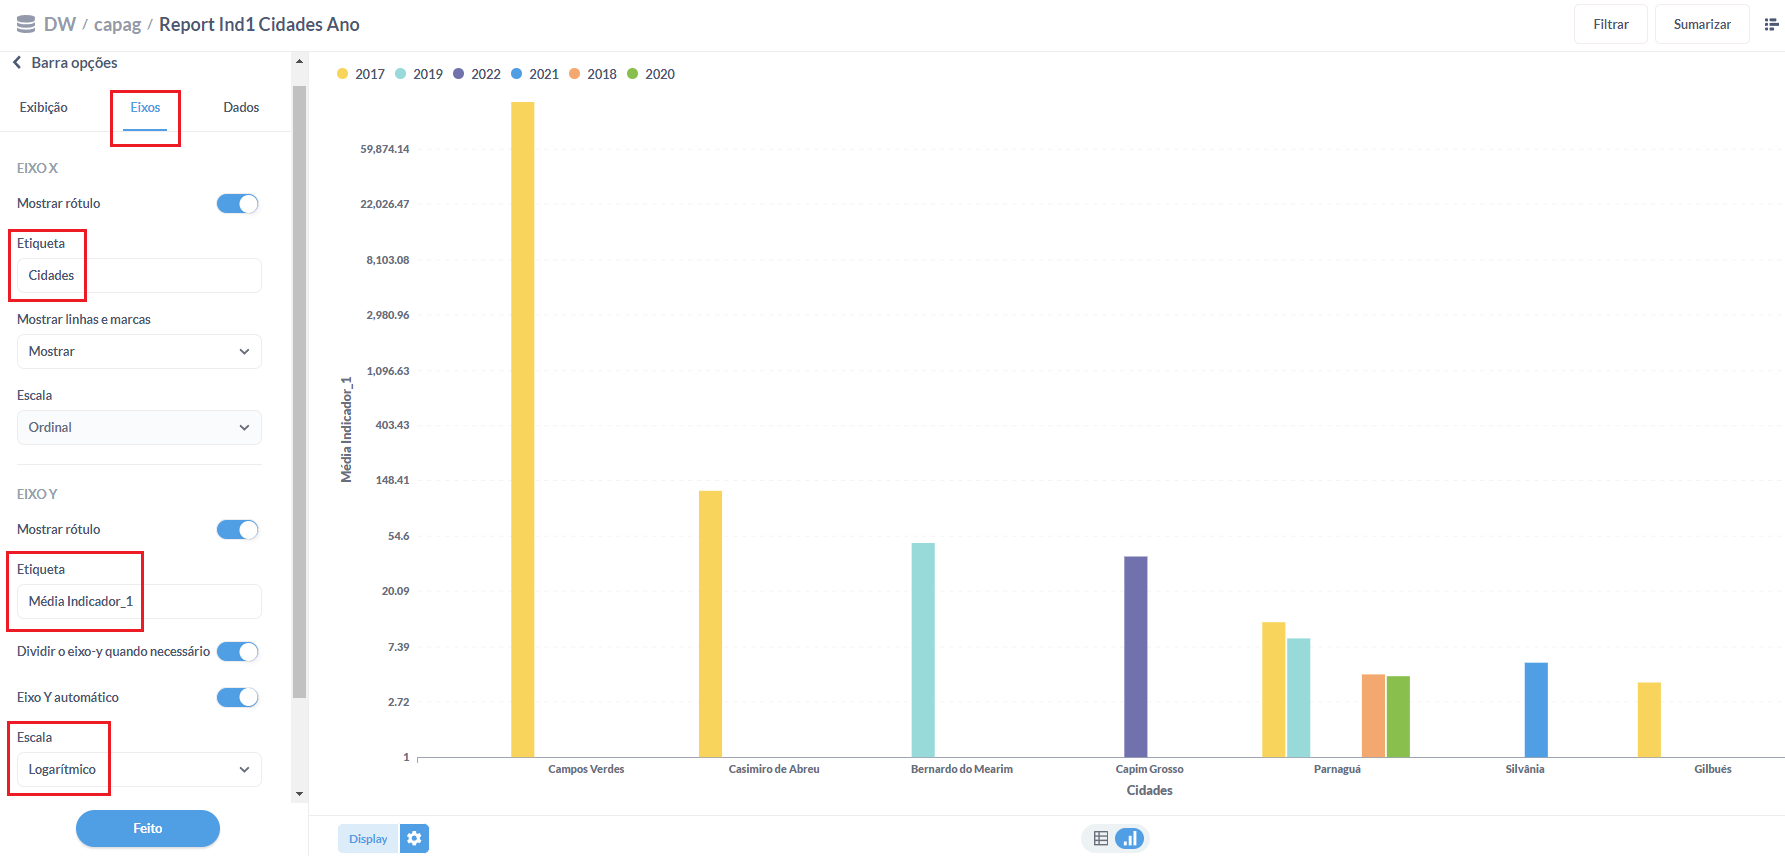 DW / capag / Report Ind1 Cidades Ano
Filtrar
Sumarizar
Barra opções
Exibição
Eixos
Dados
EIXO X
Mostrar rótulo
Etiqueta
Cidades
Mostrar linhas e marcas
Mostrar
Escala
Ordinal
EIXO Y
Mostrar rótulo
Etiqueta
Média Indicador_1
Dividir o eixo-y quando necessário
Eixo Y automático
Escala
Logarítmico
Feito
2017 2019 2022 2021 2018 2020
59,874.14
22,026.47
8,103.08
2,980.96
1,096.63
403.43
148.41
54.6
20.09
7.39
2.72
1
Média Indicador_1
Campos Verdes Casimiro de Abreu Bernardo do Mearim Capim Grosso Parnaguá Silvânia Gilbués
Cidades
Display